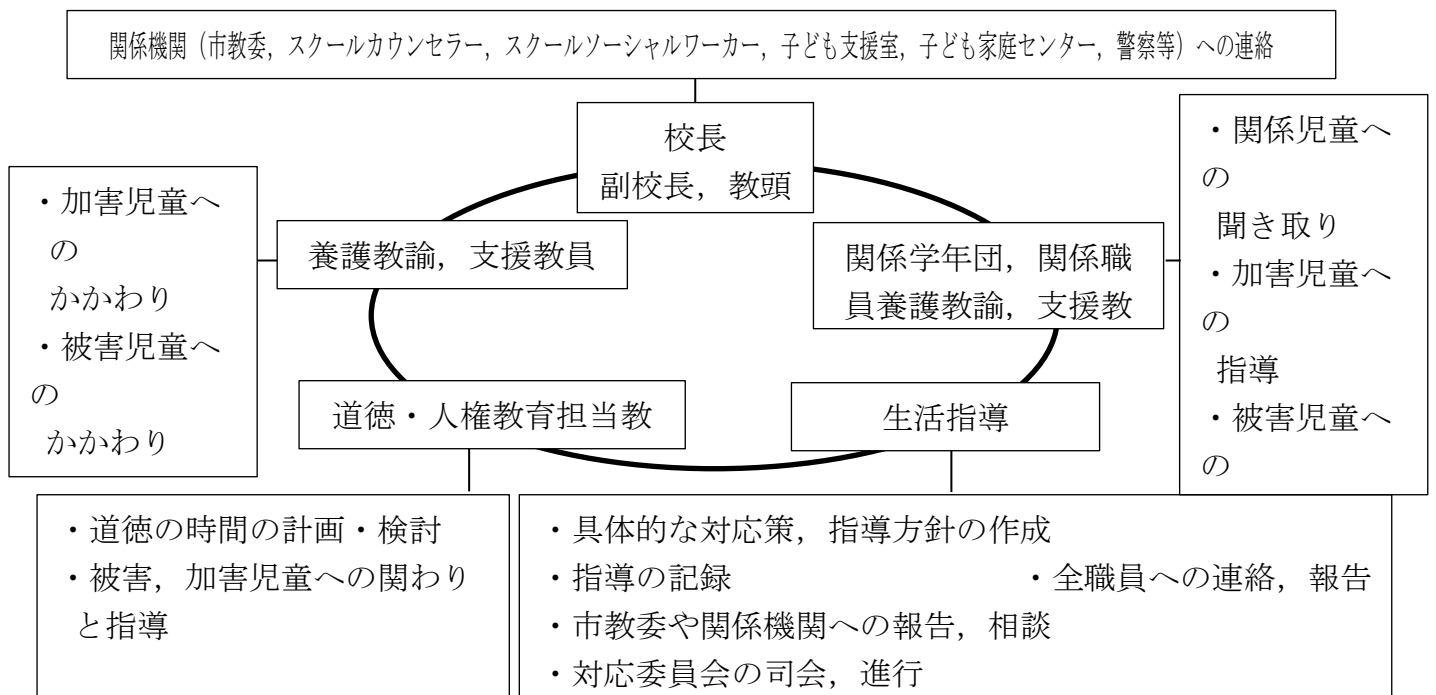 関係機関（市教委，スクールカウンセラー，スクールソーシャルワーカー，子ども支援室，子ども家庭センター，警察等）への連絡
校長
副校長，教頭
・加害児童へ
の
かかわり
・被害児童へ
の
かかわり
養護教諭，支援教員
関係学年団，関係職
員養護教諭，支援教
・関係児童へ
の
聞き取り
・加害児童へ
の
指導
・被害児童へ
の
道徳・人権教育担当教
生活指導
・道徳の時間の計画・検討
・被害，加害児童への関わり
と指導
・具体的な対応策，指導方針の作成
・指導の記録　　　　　　　　・全職員への連絡，報告
・市教委や関係機関への報告，相談
・対応委員会の司会，進行